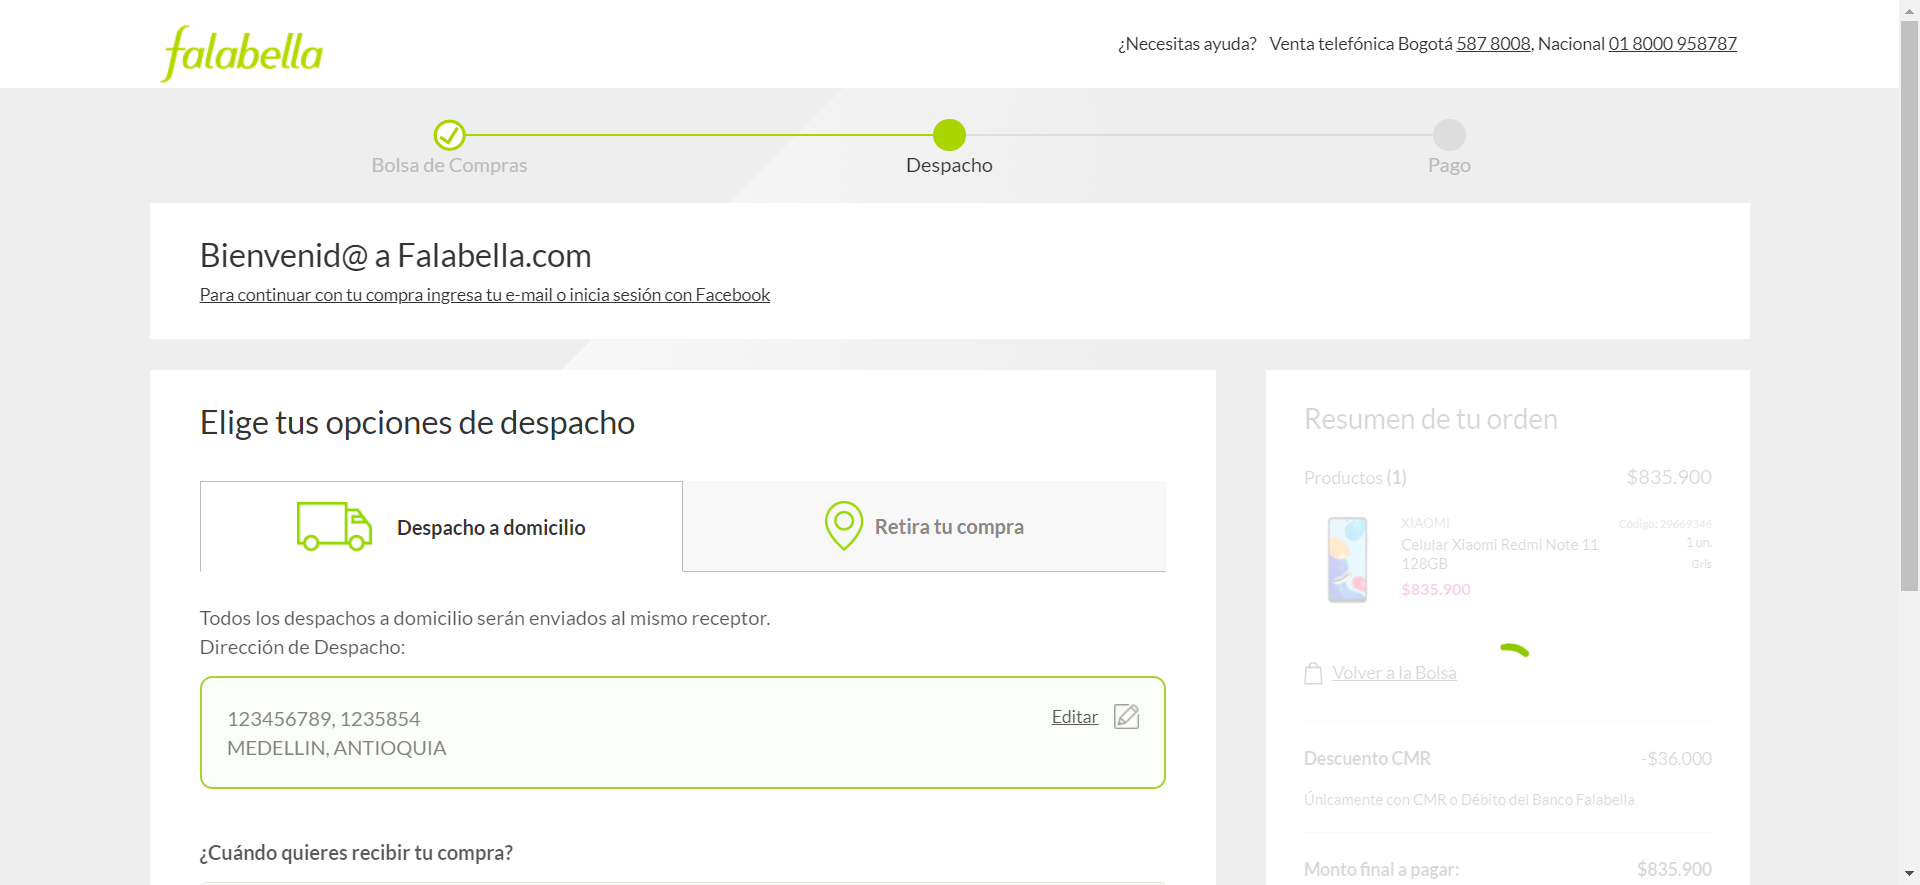 falabella
¿Necesitas ayuda? Venta telefónica Bogotá 587 8008, Nacional 01 8000 958787
Bolsa de Compras
Despacho
Pago
Bienvenid@ a Falabella.com
Para continuar con tu compra ingresa tu e-mail o inicia sesión con Facebook
Elige tus opciones de despacho
Despacho a domicilio
Retira tu compra
Todos los despachos a domicilio serán enviados al mismo receptor.
Dirección de Despacho:
123456789, 1235854
MEDELLIN, ANTIOQUIA
Editar
¿Cuándo quieres recibir tu compra?
Resumen de tu orden
Productos (1) $835.900
XIAOMI
Celular Xiaomi Redmi Note 11
128GB
$835.900
Código: 29669346
1 un.
Gris
Volver a la Bolsa
Descuento CMR -$36.000
Únicamente con CMR o Débito del Banco Falabella
Monto final a pagar: $835.900